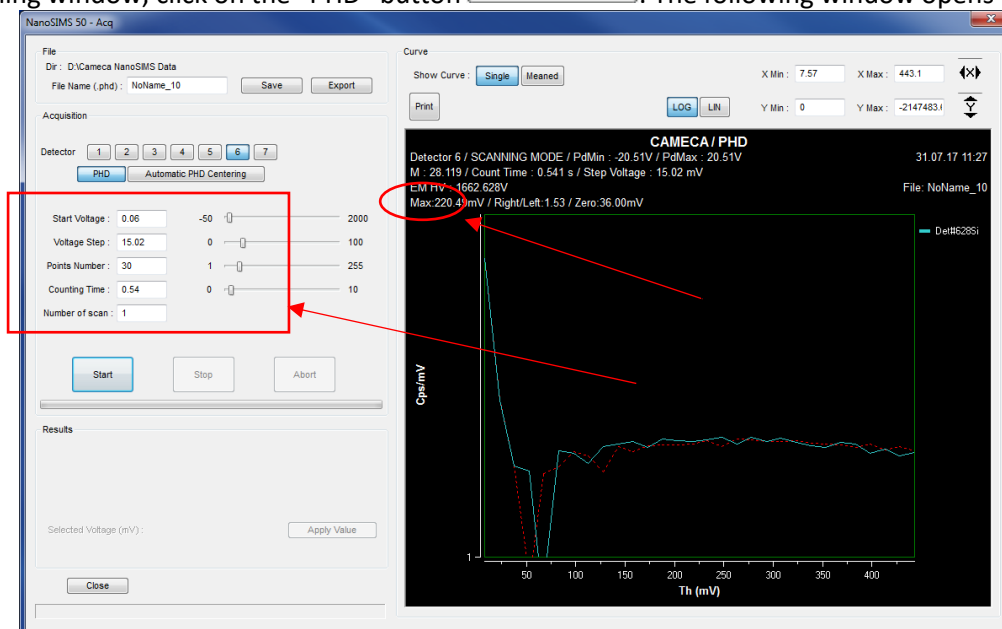 ning window, click on the "PHD" button . The following window opens
NanoSIMS 50 - Acq
File
Dir : D:\Cameca NanoSIMS Data
File Name (.phd) : NoName_10 Save Export
Acquisition
Detector 1 2 3 4 5 6 7
PHD Automatic PHD Centering
Start Voltage : 0.06 -50 2000
Voltage Step : 15.02 0 100
Points Number : 30 1 255
Counting Time : 0.54 0 10
Number of scan : 1
Start Stop Abort
Results
Selected Voltage (mV) : Apply Value
Close
Curve
Show Curve : Single Meaned X Min : 7.57 X Max : 443.1
Print LOG LIN Y Min : 0 Y Max : -2147483.
CAMECA / PHD
Detector 6 / SCANNING MODE / PdMin : -20.51V / PdMax : 20.51V 31.07.17 11:27
M : 28.119 / Count Time : 0.541 s / Step Voltage : 15.02 mV
EM HV : 1662.628V File: NoName_10
Max:220.49mV / Right/Left:1.53 / Zero:36.00mV
Det#628Si
Cps/mV
1
50 100 150 200 250 300 350 400
Th (mV)